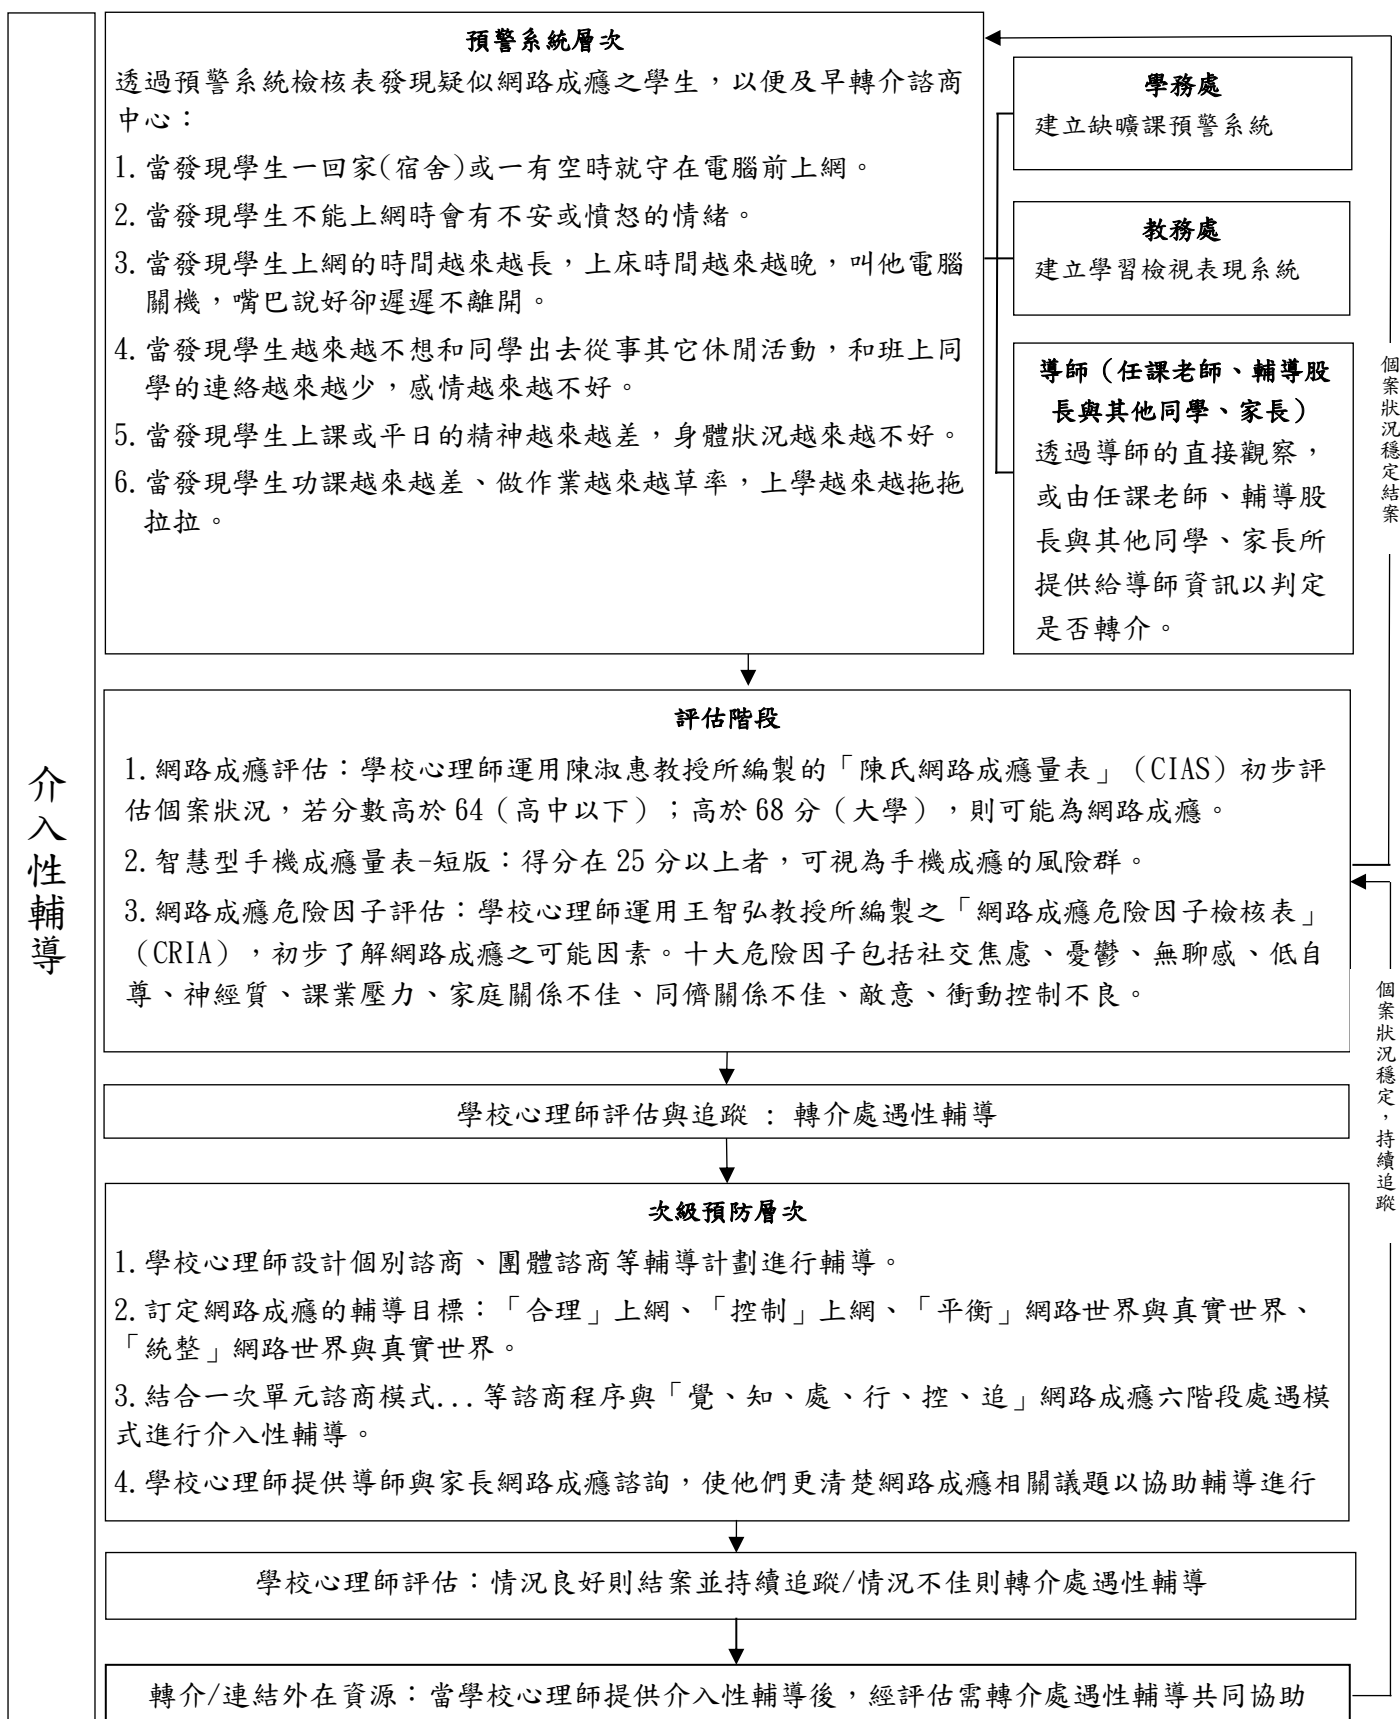 介入性輔導
預警系統層次
透過預警系統檢核表發現疑似網路成癮之學生，以便及早轉介諮商
中心：
1.當發現學生一回家(宿舍)或一有空時就守在電腦前上網。
2.當發現學生不能上網時會有不安或憤怒的情緒。
3.當發現學生上網的時間越來越長，上床時間越來越晚，叫他電腦
關機，嘴巴說好卻遲遲不離開。
4.當發現學生越來越不想和同學出去從事其它休閒活動，和班上同
學的連絡越來越少，感情越來越不好。
5.當發現學生上課或平日的精神越來越差，身體狀況越來越不好。
6.當發現學生功課越來越差、做作業越來越草率，上學越來越拖拖
拉拉。
學務處
建立缺曠課預警系統
教務處
建立學習檢視表現系統
導師（任課老師、輔導股
長與其他同學、家長）
透過導師的直接觀察，
或由任課老師、輔導股
長與其他同學、家長所
提供給導師資訊以判定
是否轉介。
個案狀況穩定結案
評估階段
1.網路成癮評估：學校心理師運用陳淑惠教授所編製的「陳氏網路成癮量表」（CIAS）初步評
估個案狀況，若分數高於 64（高中以下）；高於 68 分（大學），則可能為網路成癮。
2.智慧型手機成癮量表-短版：得分在 25 分以上者，可視為手機成癮的風險群。
3.網路成癮危險因子評估：學校心理師運用王智弘教授所編製之「網路成癮危險因子檢核表」
（CRIA），初步了解網路成癮之可能因素。十大危險因子包括社交焦慮、憂鬱、無聊感、低自
尊、神經質、課業壓力、家庭關係不佳、同儕關係不佳、敵意、衝動控制不良。
個案狀況穩定，持續追蹤
學校心理師評估與追蹤 : 轉介處遇性輔導
次級預防層次
1.學校心理師設計個別諮商、團體諮商等輔導計劃進行輔導。
2.訂定網路成癮的輔導目標：「合理」上網、「控制」上網、「平衡」網路世界與真實世界、
「統整」網路世界與真實世界。
3.結合一次單元諮商模式...等諮商程序與「覺、知、處、行、控、追」網路成癮六階段處遇模
式進行介入性輔導。
4.學校心理師提供導師與家長網路成癮諮詢，使他們更清楚網路成癮相關議題以協助輔導進行
學校心理師評估：情況良好則結案並持續追蹤/情況不佳則轉介處遇性輔導
轉介/連結外在資源：當學校心理師提供介入性輔導後，經評估需轉介處遇性輔導共同協助